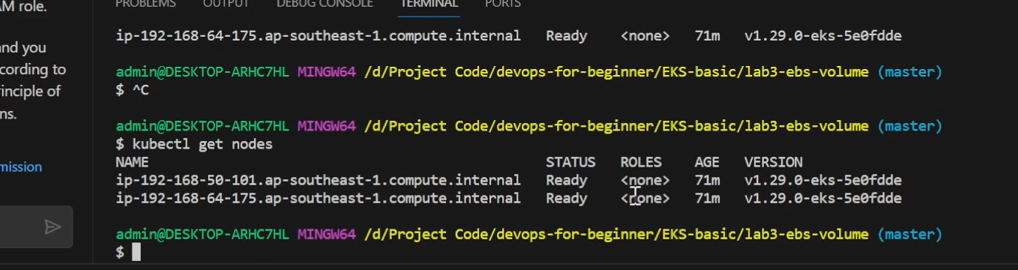 AM role.
and you
cording to
inciple of
ns.
mission
PROBLEMS OUTPUT DEBUG CONSOLE TERMINAL PORTS
ip-192-168-64-175.ap-southeast-1.compute.internal Ready <none> 71m v1.29.0-eks-5e0fdde
admin@DESKTOP-ARHC7HL MINGW64 /d/Project Code/devops-for-beginner/EKS-basic/lab3-ebs-volume (master)
$ ^C
admin@DESKTOP-ARHC7HL MINGW64 /d/Project Code/devops-for-beginner/EKS-basic/lab3-ebs-volume (master)
$ kubectl get nodes
NAME STATUS ROLES AGE VERSION
ip-192-168-50-101.ap-southeast-1.compute.internal Ready <none> 71m v1.29.0-eks-5e0fdde
ip-192-168-64-175.ap-southeast-1.compute.internal Ready <none> 71m v1.29.0-eks-5e0fdde
admin@DESKTOP-ARHC7HL MINGW64 /d/Project Code/devops-for-beginner/EKS-basic/lab3-ebs-volume (master)
$